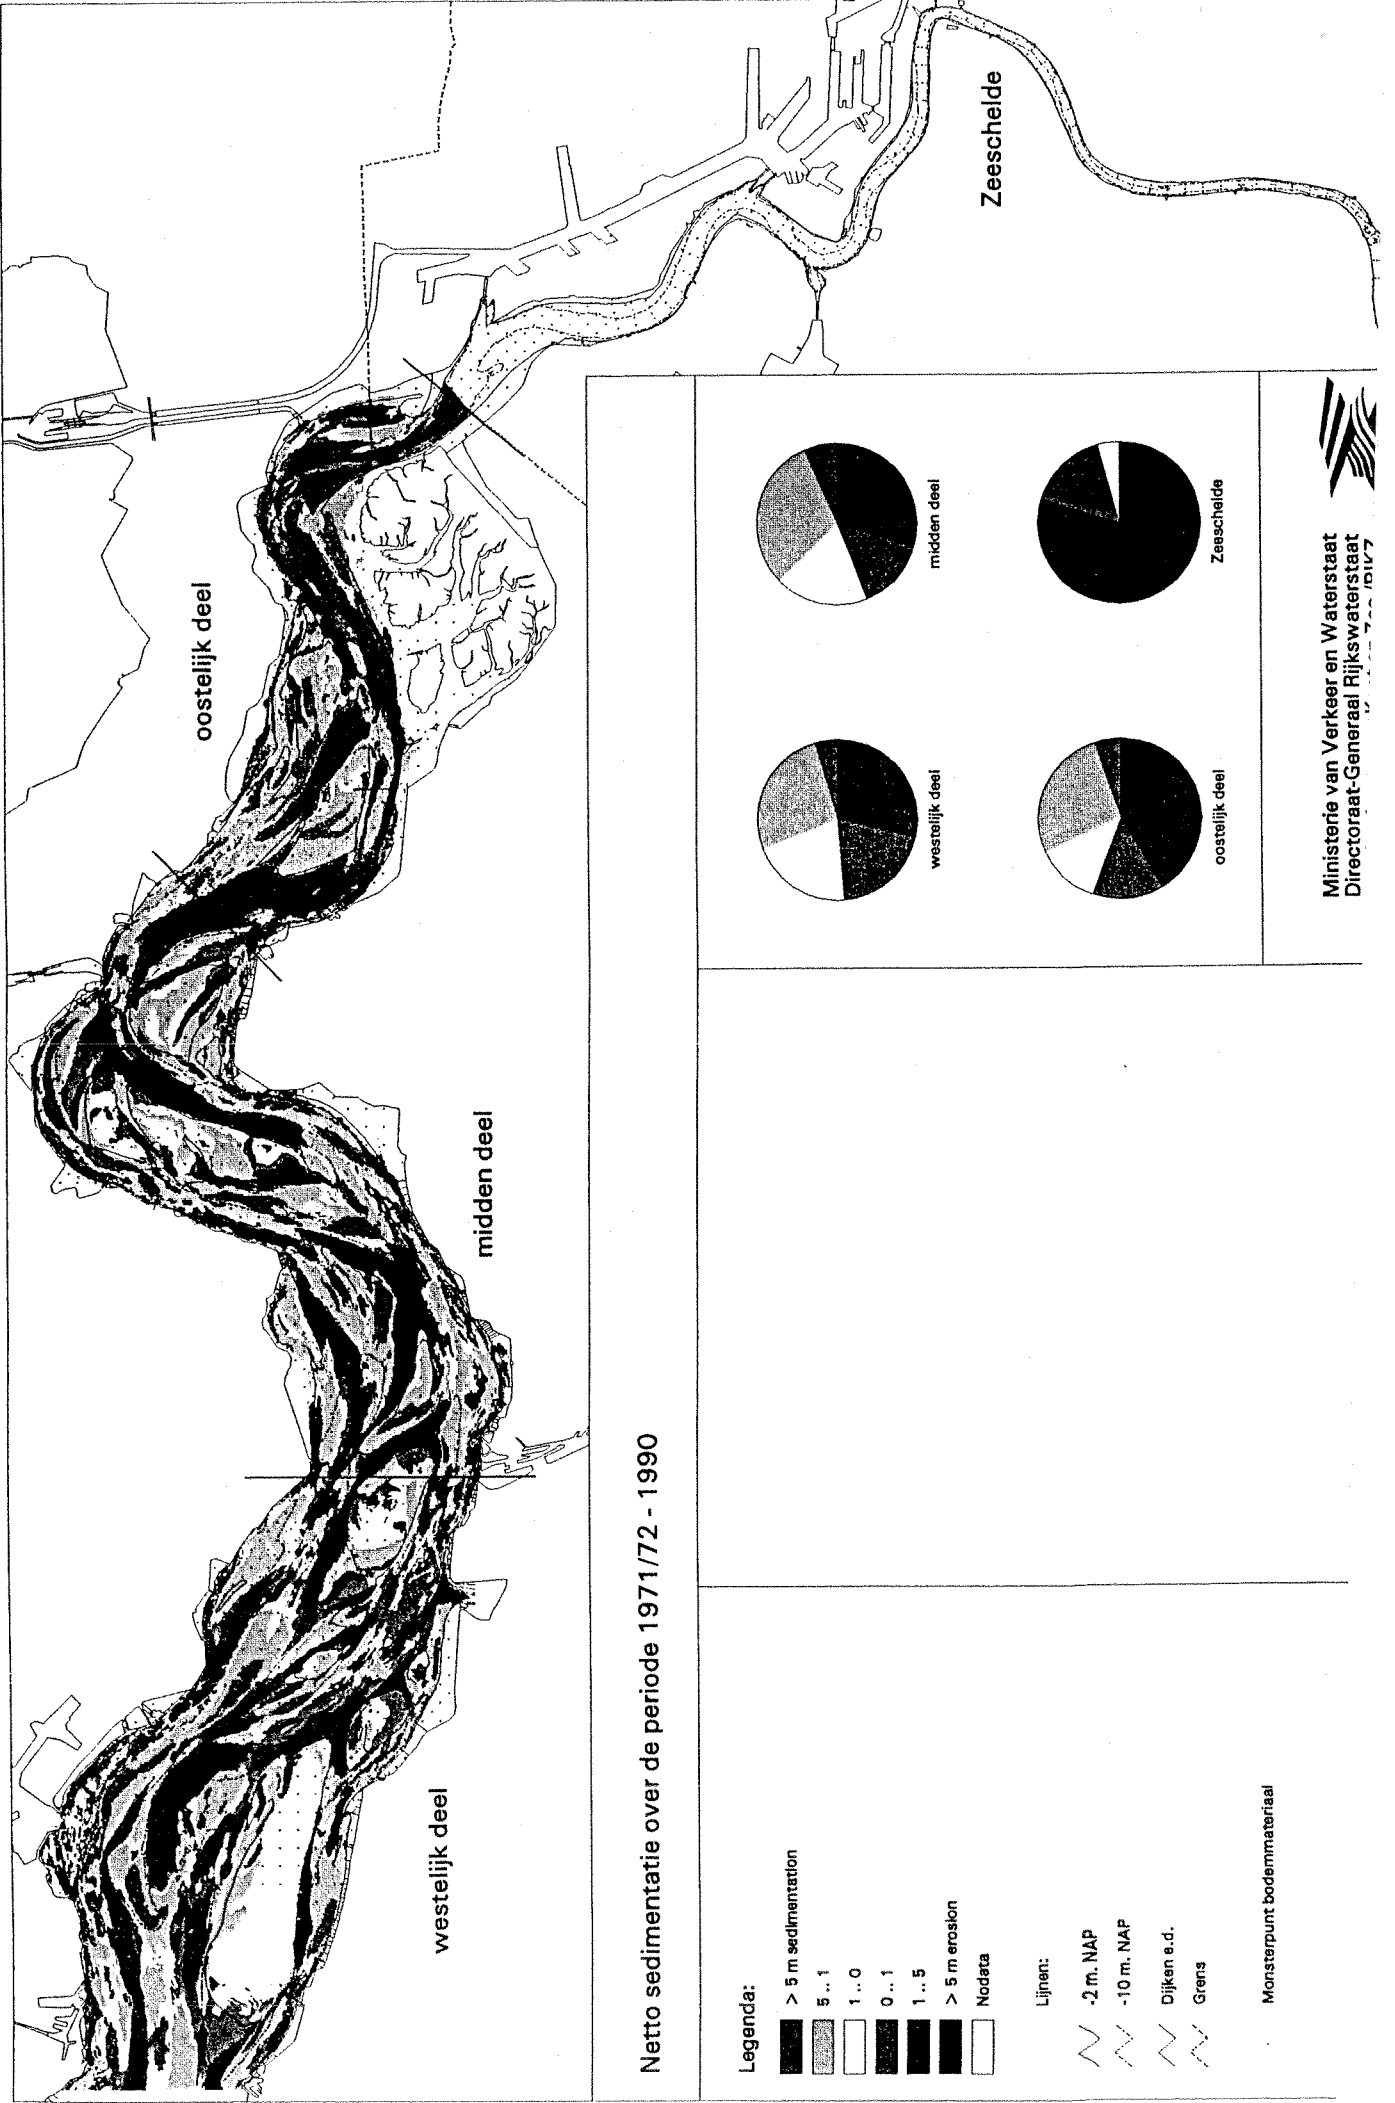 Zeeschelde
oostelijk deel
midden deel
westelijk deel
Netto sedimentatie over de periode 1971/72 - 1990
Legenda:
> 5 m sedimentation
5 .. 1
1 .. 0
0 .. 1
1 .. 5
> 5 m erosion
Nodata
Lijnen:
-2 m. NAP
-10 m. NAP
Dijken e.d.
Grens
Monsterpunt bodemmateriaal
westelijk deel
midden deel
oostelijk deel
Zeeschelde
Ministerie van Verkeer en Waterstaat
Directoraat-Generaal Rijkswaterstaat